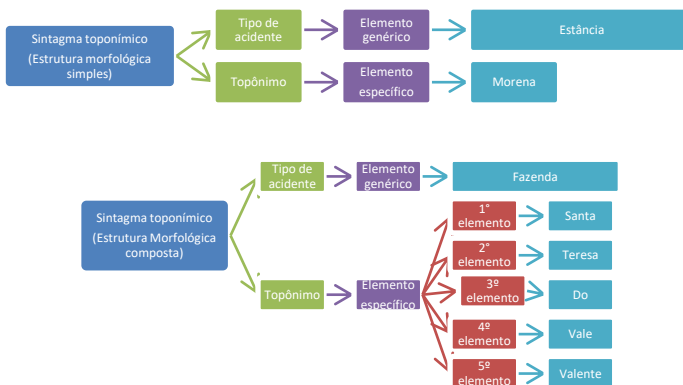 Sintagma toponímico
(Estrutura morfológica
simples)
Tipo de
acidente
Elemento
genérico
Estância
Topônimo
Elemento
específico
Morena
Sintagma toponímico
(Estrutura Morfológica
composta)
Tipo de
acidente
Elemento
genérico
Fazenda
Topônimo
Elemento
específico
1°
elemento
Santa
2°
elemento
Teresa
3º
elemento
Do
4º
elemento
Vale
5º
elemento
Valente